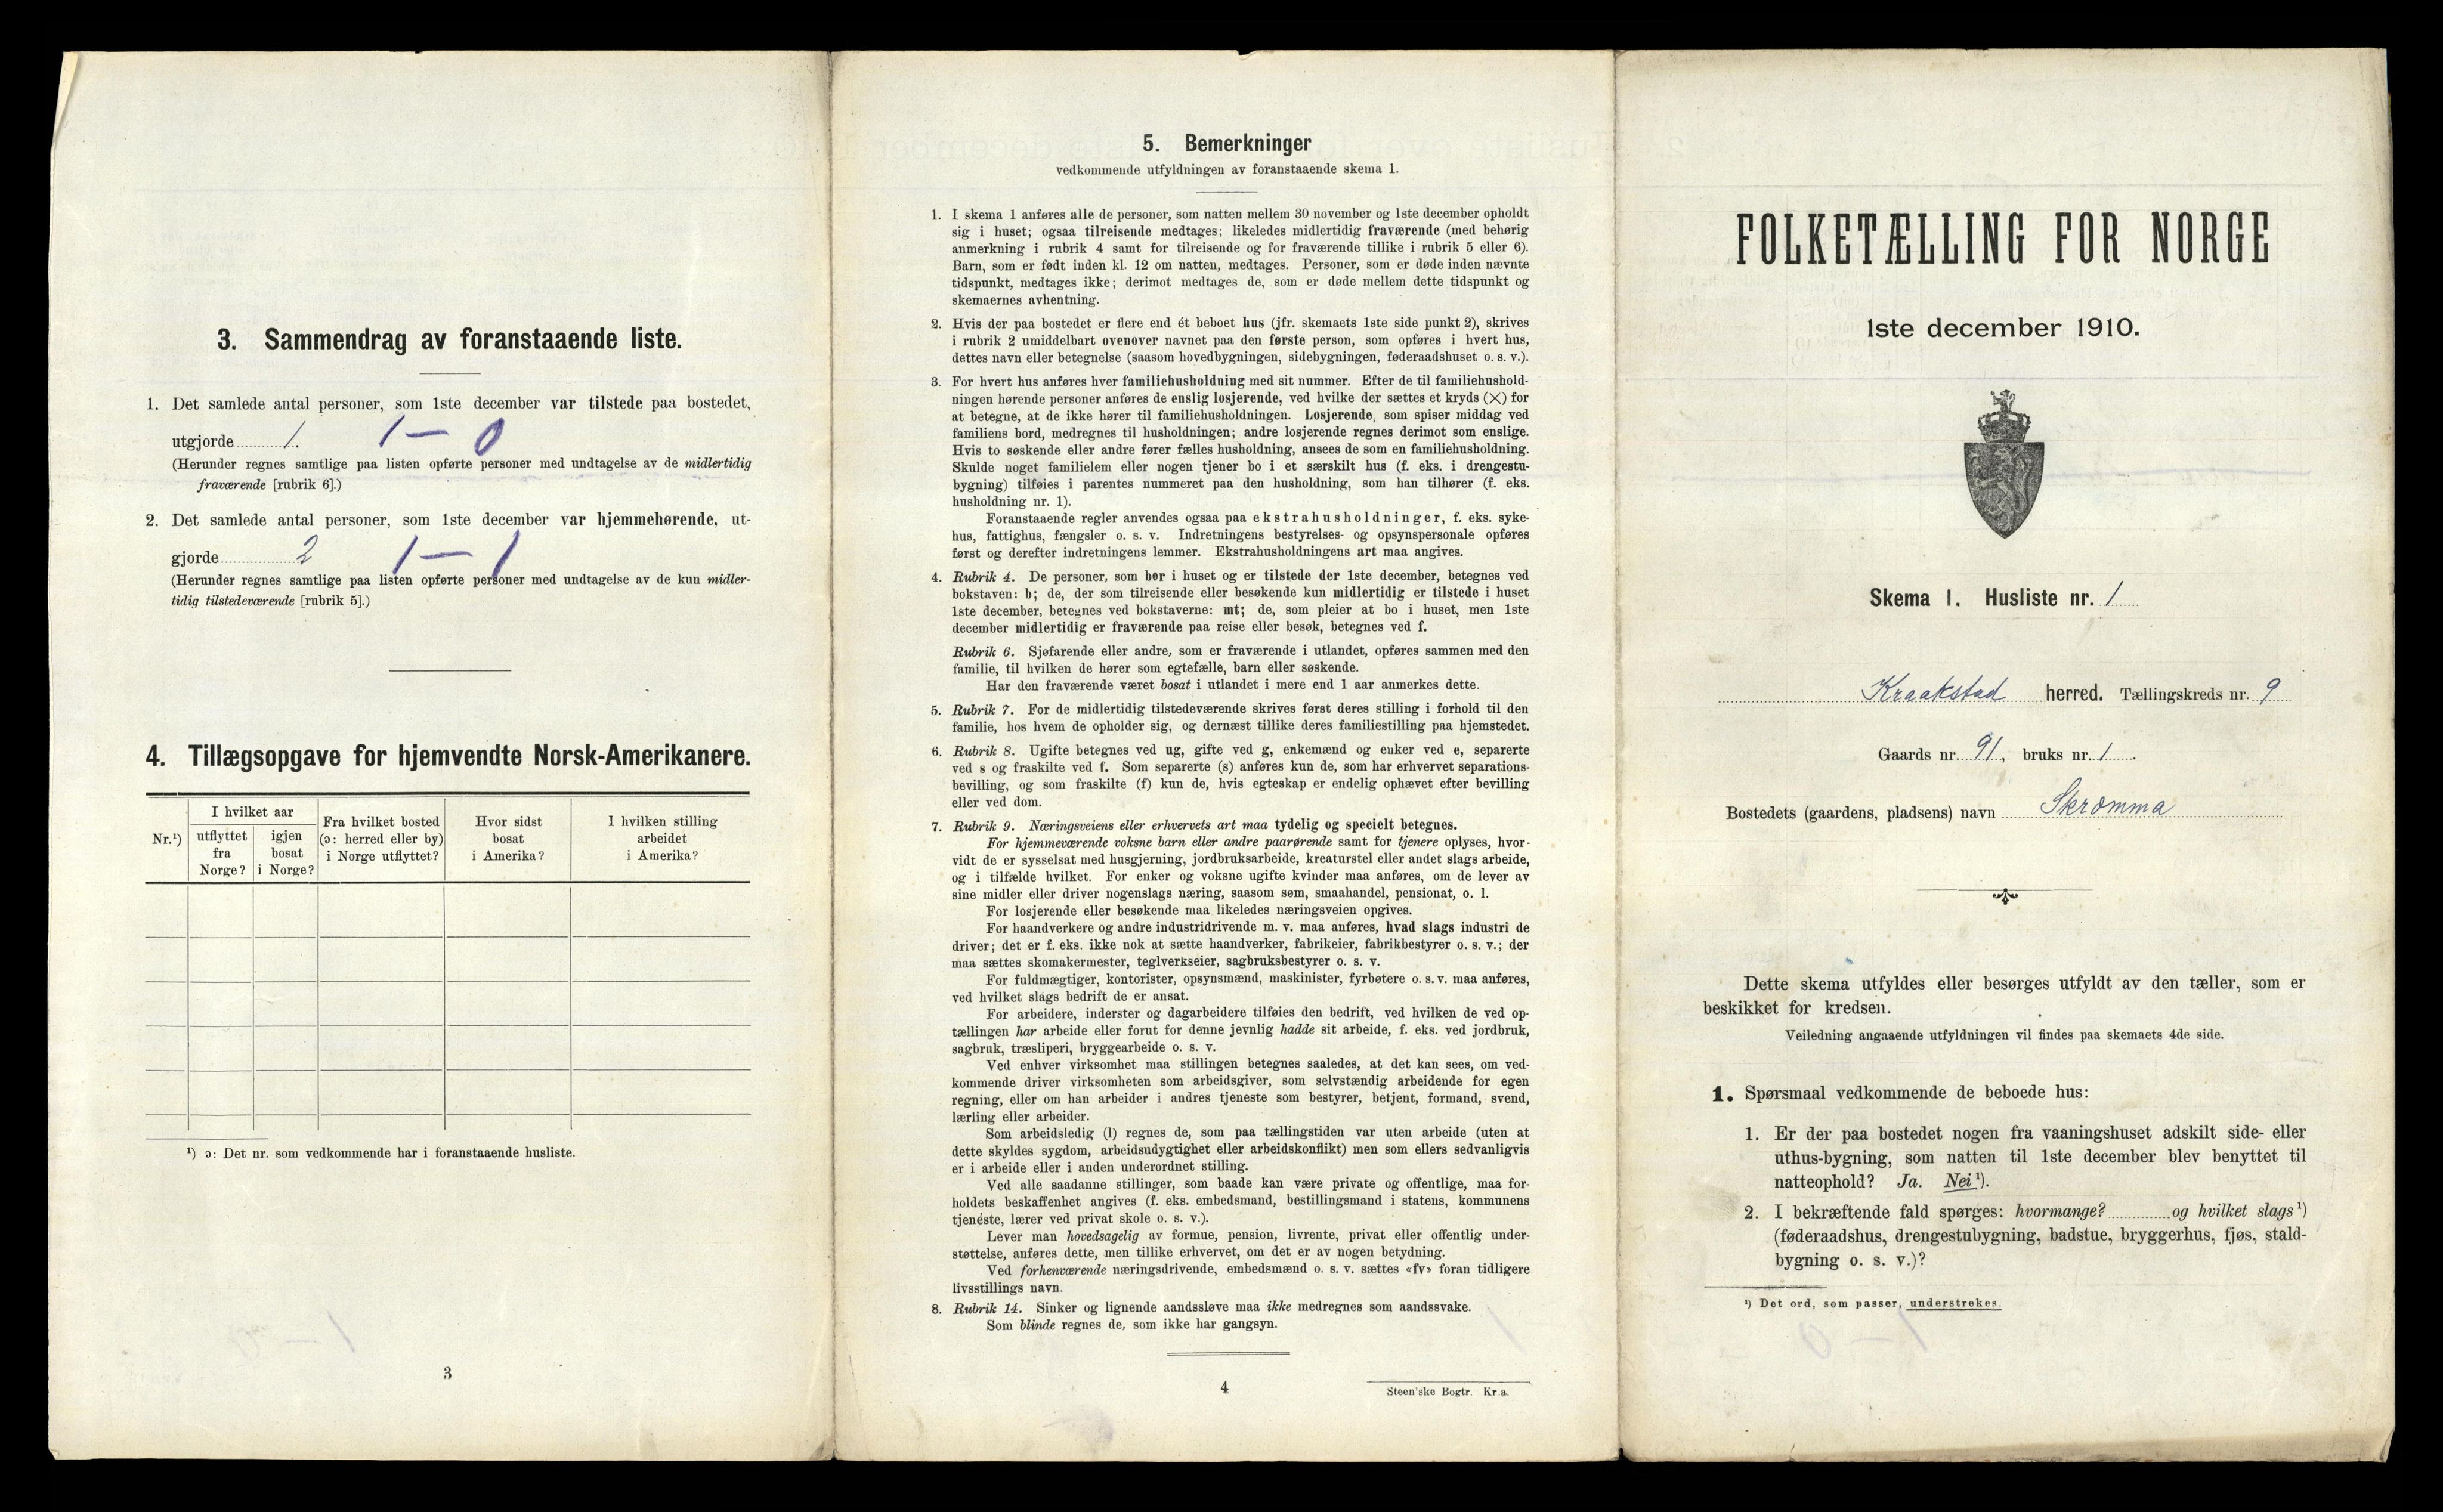 3. Sammendrag av foranstaaende liste.
1. Det samlede antal personer, som 1ste december var tilstede paa bostedet,
utgjorde 1. 1 — 0
(Herunder regnes samtlige paa listen opførte personer med undtagelse av de midlertidig
fraværende [rubrik 6].)
2. Det samlede antal personer, som 1ste december var hjemmehørende, ut-
gjorde 2 1 — 1
(Herunder regnes samtlige paa listen opførte personer med undtagelse av de kun midler-
tidig tilstedeværende [rubrik 5].)
4. Tillægsopgave for hjemvendte Norsk-Amerikanere.
Nr.¹)
I hvilket aar
utflyttet
fra
Norge?
igjen
bosat
i Norge?
Fra hvilket bosted
(ɔ: herred eller by)
i Norge utflyttet?
Hvor sidst
bosat
i Amerika?
I hvilken stilling
arbeidet
i Amerika?
¹) ɔ: Det nr. som vedkommende har i foranstaaende husliste.
3
5. Bemerkninger
vedkommende utfyldningen av foranstaaende skema 1.
1. I skema 1 anføres alle de personer, som natten mellem 30 november og 1ste december opholdt
sig i huset; ogsaa tilreisende medtages; likeledes midlertidig fraværende (med behørig
anmerkning i rubrik 4 samt for tilreisende og for fraværende tillike i rubrik 5 eller 6).
Barn, som er født inden kl. 12 om natten, medtages. Personer, som er døde inden nævnte
tidspunkt, medtages ikke; derimot medtages de, som er døde mellem dette tidspunkt og
skemaernes avhentning.
2. Hvis der paa bostedet er flere end ét beboet hus (jfr. skemaets 1ste side punkt 2), skrives
i rubrik 2 umiddelbart ovenover navnet paa den første person, som opføres i hvert hus,
dettes navn eller betegnelse (saasom hovedbygningen, sidebygningen, føderaadshuset o. s. v.).
3. For hvert hus anføres hver familiehusholdning med sit nummer. Efter de til familiehushold-
ningen hørende personer anføres de enslig losjerende, ved hvilke der sættes et kryds (×) for
at betegne, at de ikke hører til familiehusholdningen. Losjerende, som spiser middag ved
familiens bord, medregnes til husholdningen; andre losjerende regnes derimot som enslige.
Hvis to søskende eller andre fører fælles husholdning, ansees de som en familiehusholdning.
Skulde noget familielem eller nogen tjener bo i et særskilt hus (f. eks. i drengestu-
bygning) tilføies i parentes nummeret paa den husholdning, som han tilhører (f. eks.
husholdning nr. 1).
Foranstaaende regler anvendes ogsaa paa ekstrahusholdninger, f. eks. syke-
hus, fattighus, fængsler o. s. v. Indretningens bestyrelses- og opsynspersonale opføres
først og derefter indretningens lemmer. Ekstrahusholdningens art maa angives.
4. Rubrik 4. De personer, som bor i huset og er tilstede der 1ste december, betegnes ved
bokstaven: b; de, der som tilreisende eller besøkende kun midlertidig er tilstede i huset
1ste december, betegnes ved bokstaverne: mt; de, som pleier at bo i huset, men 1ste
december midlertidig er fraværende paa reise eller besøk, betegnes ved f.
Rubrik 6. Sjøfarende eller andre, som er fraværende i utlandet, opføres sammen med den
familie, til hvilken de hører som egtefælle, barn eller søskende.
Har den fraværende været bosat i utlandet i mere end 1 aar anmerkes dette.
5. Rubrik 7. For de midlertidig tilstedeværende skrives først deres stilling i forhold til den
familie, hos hvem de opholder sig, og dernæst tillike deres familiestilling paa hjemstedet.
6. Rubrik 8. Ugifte betegnes ved ug, gifte ved g, enkemænd og enker ved e, separerte
ved s og fraskilte ved f. Som separerte (s) anføres kun de, som har erhvervet separations-
bevilling, og som fraskilte (f) kun de, hvis egteskap er endelig ophævet efter bevilling
eller ved dom.
7. Rubrik 9. Næringsveiens eller erhvervets art maa tydelig og specielt betegnes.
For hjemmeværende voksne barn eller andre paarørende samt for tjenere oplyses, hvor-
vidt de er sysselsat med husgjerning, jordbruksarbeide, kreaturstel eller andet slags arbeide,
og i tilfælde hvilket. For enker og voksne ugifte kvinder maa anføres, om de lever av
sine midler eller driver nogenslags næring, saasom søm, smaahandel, pensionat, o. l.
For losjerende eller besøkende maa likeledes næringsveien opgives.
For haandverkere og andre industridrivende m. v. maa anføres, hvad slags industri de
driver; det er f. eks. ikke nok at sætte haandverker, fabrikeier, fabrikbestyrer o. s. v.; der
maa sættes skomakermester, teglverkseier, sagbruksbestyrer o. s. v.
For fuldmægtiger, kontorister, opsynsmænd, maskinister, fyrbøtere o. s. v. maa anføres,
ved hvilket slags bedrift de er ansat.
For arbeidere, inderster og dagarbeidere tilføies den bedrift, ved hvilken de ved op-
tællingen har arbeide eller forut for denne jevnlig hadde sit arbeide, f. eks. ved jordbruk,
sagbruk, træsliperi, bryggearbeide o. s. v.
Ved enhver virksomhet maa stillingen betegnes saaledes, at det kan sees, om ved-
kommende driver virksomheten som arbeidsgiver, som selvstændig arbeidende for egen
regning, eller om han arbeider i andres tjeneste som bestyrer, betjent, formand, svend,
lærling eller arbeider.
Som arbeidsledig (l) regnes de, som paa tællingstiden var uten arbeide (uten at
dette skyldes sygdom, arbeidsudygtighet eller arbeidskonflikt) men som ellers sedvanligvis
er i arbeide eller i anden underordnet stilling.
Ved alle saadanne stillinger, som baade kan være private og offentlige, maa for-
holdets beskaffenhet angives (f. eks. embedsmand, bestillingsmand i statens, kommunens
tjenéste, lærer ved privat skole o. s. v.).
Lever man hovedsagelig av formue, pension, livrente, privat eller offentlig under-
støttelse, anføres dette, men tillike erhvervet, om det er av nogen betydning.
Ved forhenværende næringsdrivende, embedsmænd o. s. v. sættes «fv» foran tidligere
livsstillings navn.
8. Rubrik 14. Sinker og lignende aandssløve maa ikke medregnes som aandssvake.
Som blinde regnes de, som ikke har gangsyn.
4
Steen'ske Bogtr. Kr.a.
FOLKETÆLLING FOR NORGE
1ste december 1910.
Skema 1. Husliste nr. 1
Kraakstad herred. Tællingskreds nr. 9
Gaards nr. 91, bruks nr. 1
Bostedets (gaardens, pladsens) navn Skrømma
Dette skema utfyldes eller besørges utfyldt av den tæller, som er
beskikket for kredsen.
Veiledning angaaende utfyldningen vil findes paa skemaets 4de side.
1. Spørsmaal vedkommende de beboede hus:
1. Er der paa bostedet nogen fra vaaningshuset adskilt side- eller
uthus-bygning, som natten til 1ste december blev benyttet til
natteophold? Ja. Nei ¹).
2. I bekræftende fald spørges: hvormange? og hvilket slags ¹)
(føderaadshus, drengestubygning, badstue, bryggerhus, fjøs, stald-
bygning o. s. v.)?
¹) Det ord, som passer, understrekes.